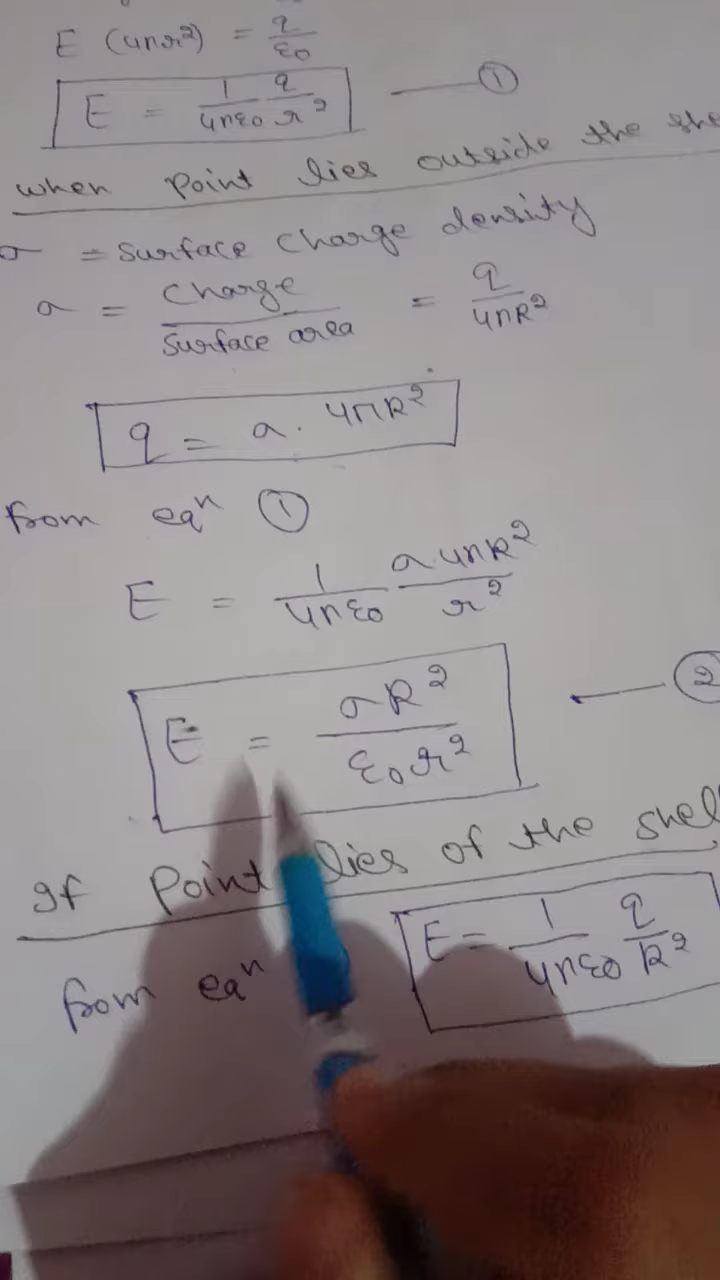 E (4πr²) = q/ε0
E = 1/4πε0 q/r² ①
when point lies outside the she
σ = surface charge density
σ = charge/surface area = q/4πR²
q = σ. 4πR²
from eqⁿ ①
E = 1/4πε0 σ.4πR²/r²
E = σR²/ε0r² ②
If point lies of the shell
from eqⁿ E = 1/4πε0 q/R²